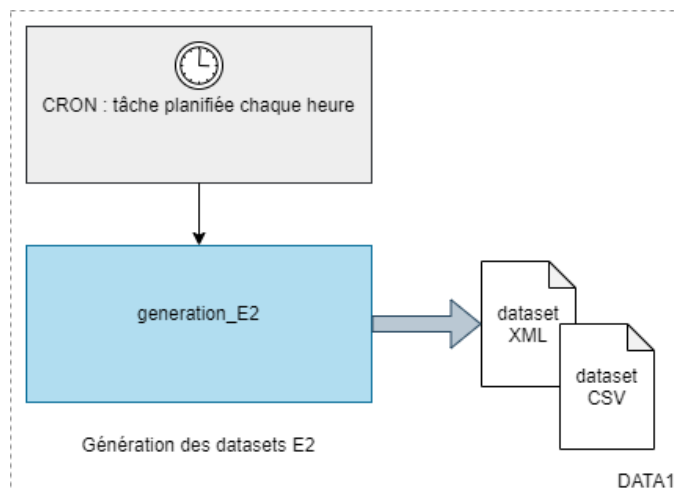 CRON : tâche planifiée chaque heure
generation_E2
dataset
XML
dataset
CSV
Génération des datasets E2
DATA1